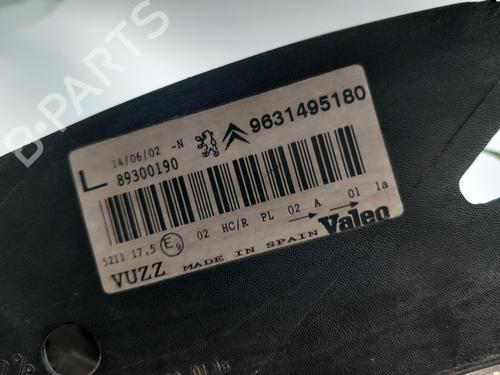 B-PARTS
14/06/02 -N 9631495180
L 89300190
5211 17.5 E9 02 HC/R PL 02 A 01 1a
VUZZ MADE IN SPAIN Valeo